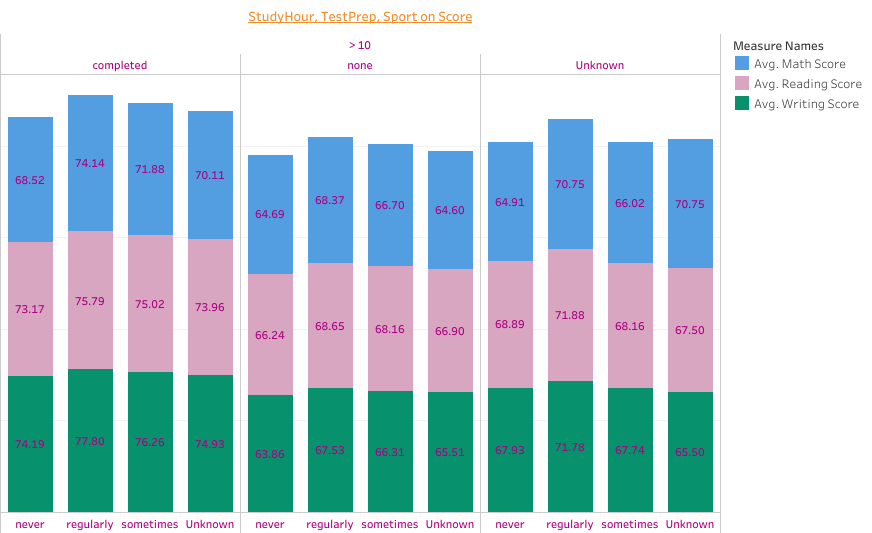 StudyHour, TestPrep, Sport on Score
> 10
completed none Unknown
Measure Names
Avg. Math Score
Avg. Reading Score
Avg. Writing Score
68.52 74.14 71.88 70.11 64.69 68.37 66.70 64.60 64.91 70.75 66.02 70.75
73.17 75.79 75.02 73.96 66.24 68.65 68.16 66.90 68.89 71.88 68.16 67.50
74.19 77.80 76.26 74.93 63.86 67.53 66.31 65.51 67.93 71.78 67.74 65.50
never regularly sometimes Unknown never regularly sometimes Unknown never regularly sometimes Unknown